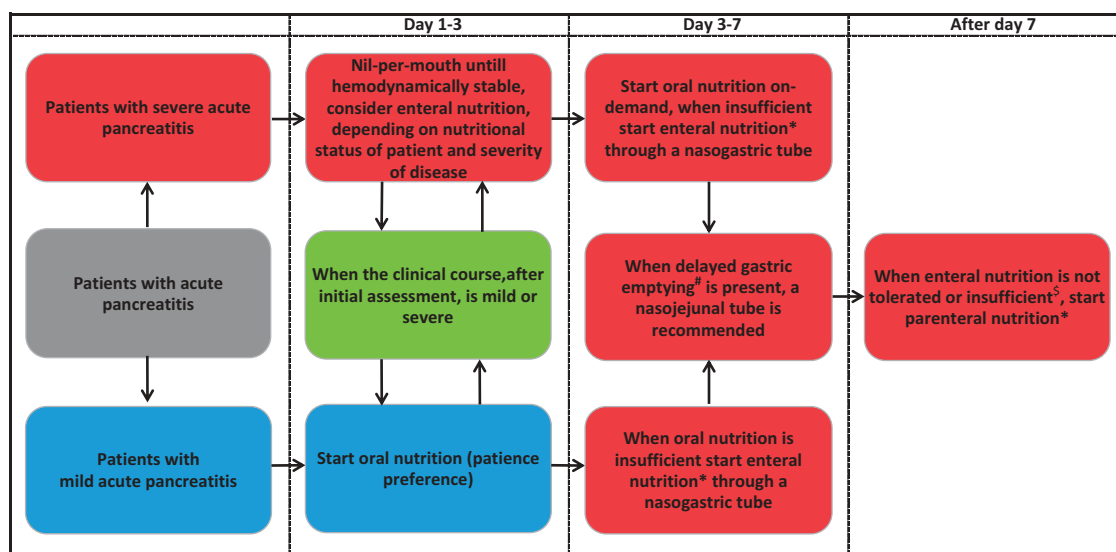 Day 1-3
Day 3-7
After day 7
Patients with severe acute
pancreatitis
Nil-per-mouth untill
hemodynamically stable,
consider enteral nutrition,
depending on nutritional
status of patient and severity
of disease
Start oral nutrition on-
demand, when insufficient
start enteral nutrition*
through a nasogastric tube
Patients with acute
pancreatitis
When the clinical course,after
initial assessment, is mild or
severe
When delayed gastric
emptying# is present, a
nasojejunal tube is
recommended
When enteral nutrition is not
tolerated or insufficient$, start
parenteral nutrition*
Patients with
mild acute pancreatitis
Start oral nutrition (patience
preference)
When oral nutrition is
insufficient start enteral
nutrition* through a
nasogastric tube